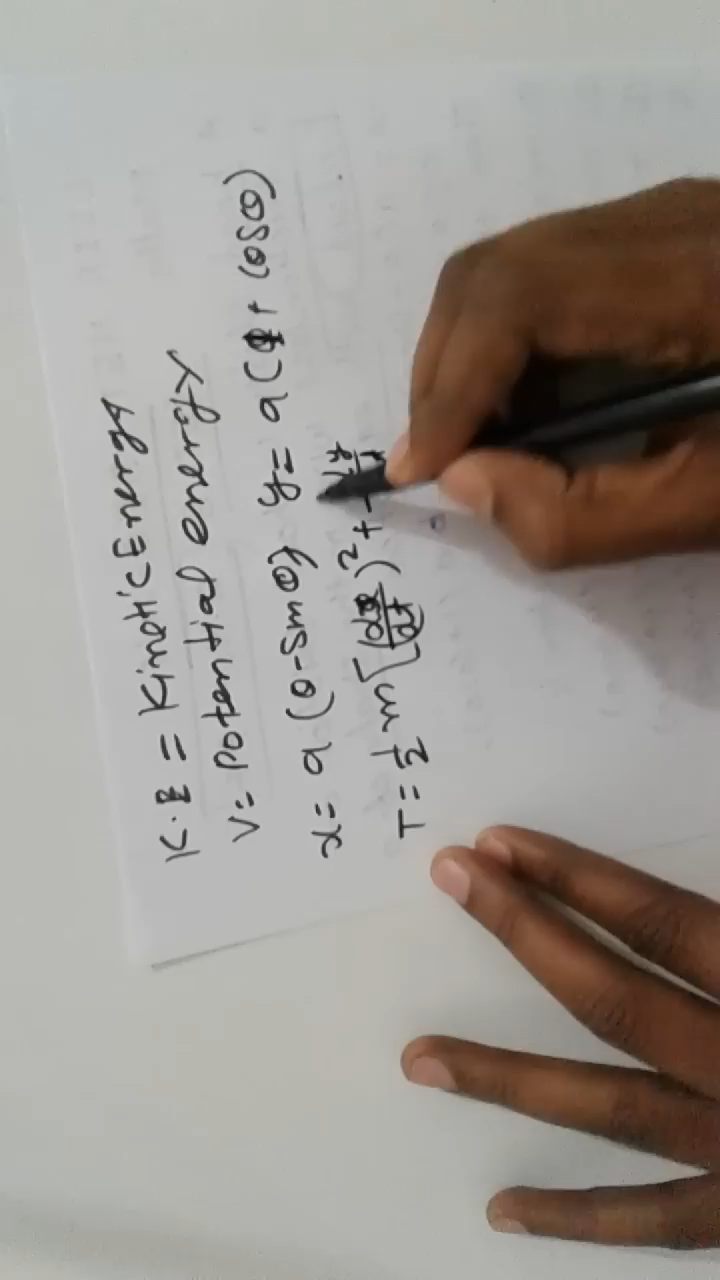 K.E = Kinetic Energy
V = Potential energy
x = a (θ - sinθ) y = a (1 + cosθ)
T = 1/2 m [(dx/dt)² +